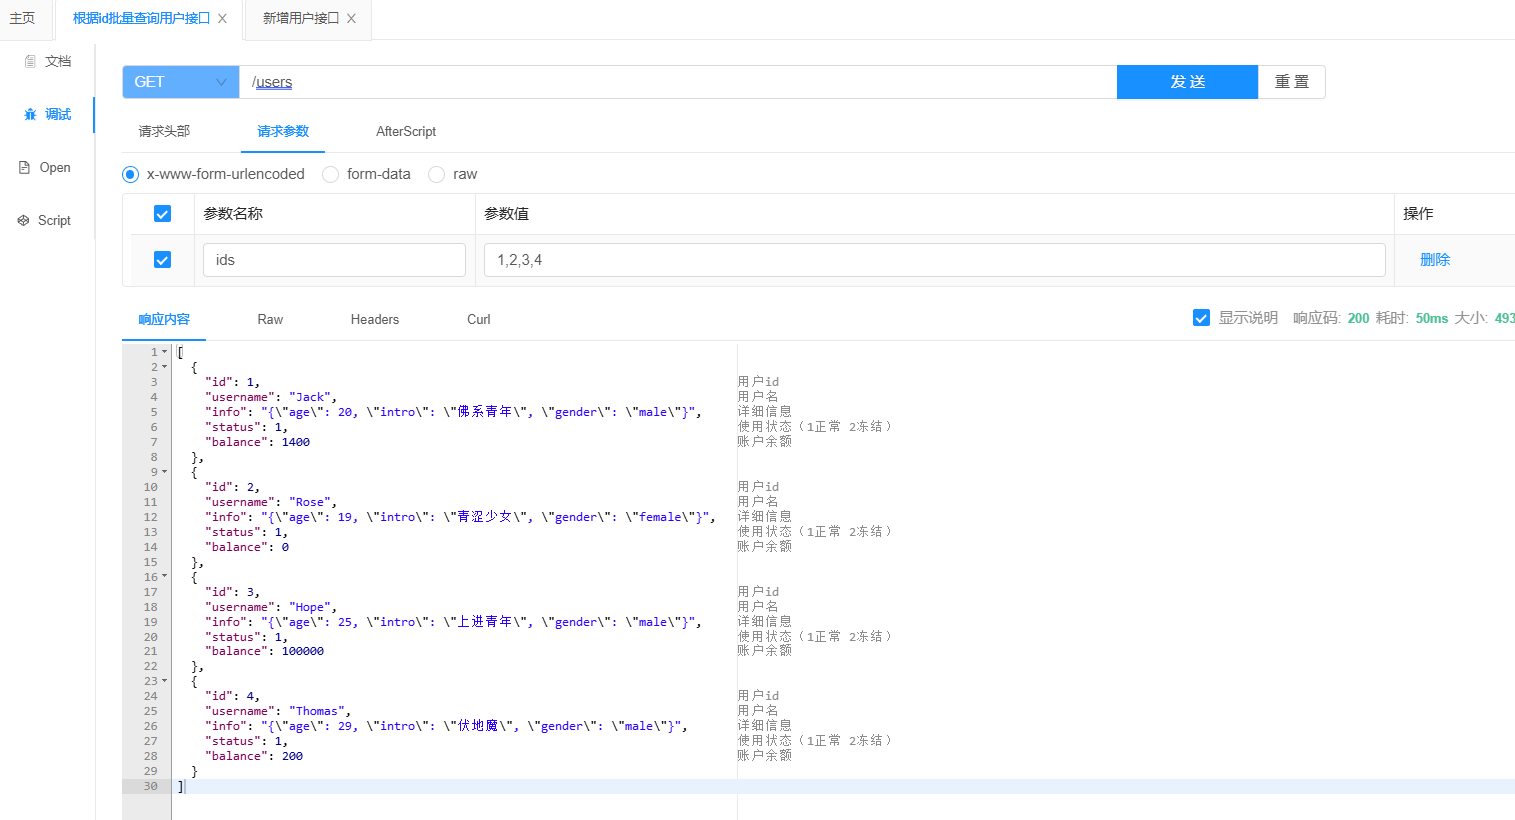 主页 根据id批量查询用户接口 × 新增用户接口 ×
文档
调试
Open
Script
GET /users 发 送 重 置
请求头部 请求参数 AfterScript
x-www-form-urlencoded form-data raw
参数名称 参数值 操作
ids 1,2,3,4 删除
响应内容 Raw Headers Curl 显示说明 响应码: 200 耗时: 50ms 大小: 493
1 [
2 {
3 "id": 1, 用户id
4 "username": "Jack", 用户名
5 "info": "{\"age\": 20, \"intro\": \"佛系青年\", \"gender\": \"male\"}", 详细信息
6 "status": 1, 使用状态（1正常 2冻结）
7 "balance": 1400 账户余额
8 },
9 {
10 "id": 2, 用户id
11 "username": "Rose", 用户名
12 "info": "{\"age\": 19, \"intro\": \"青涩少女\", \"gender\": \"female\"}", 详细信息
13 "status": 1, 使用状态（1正常 2冻结）
14 "balance": 0 账户余额
15 },
16 {
17 "id": 3, 用户id
18 "username": "Hope", 用户名
19 "info": "{\"age\": 25, \"intro\": \"上进青年\", \"gender\": \"male\"}", 详细信息
20 "status": 1, 使用状态（1正常 2冻结）
21 "balance": 100000 账户余额
22 },
23 {
24 "id": 4, 用户id
25 "username": "Thomas", 用户名
26 "info": "{\"age\": 29, \"intro\": \"伏地魔\", \"gender\": \"male\"}", 详细信息
27 "status": 1, 使用状态（1正常 2冻结）
28 "balance": 200 账户余额
29 }
30 ]